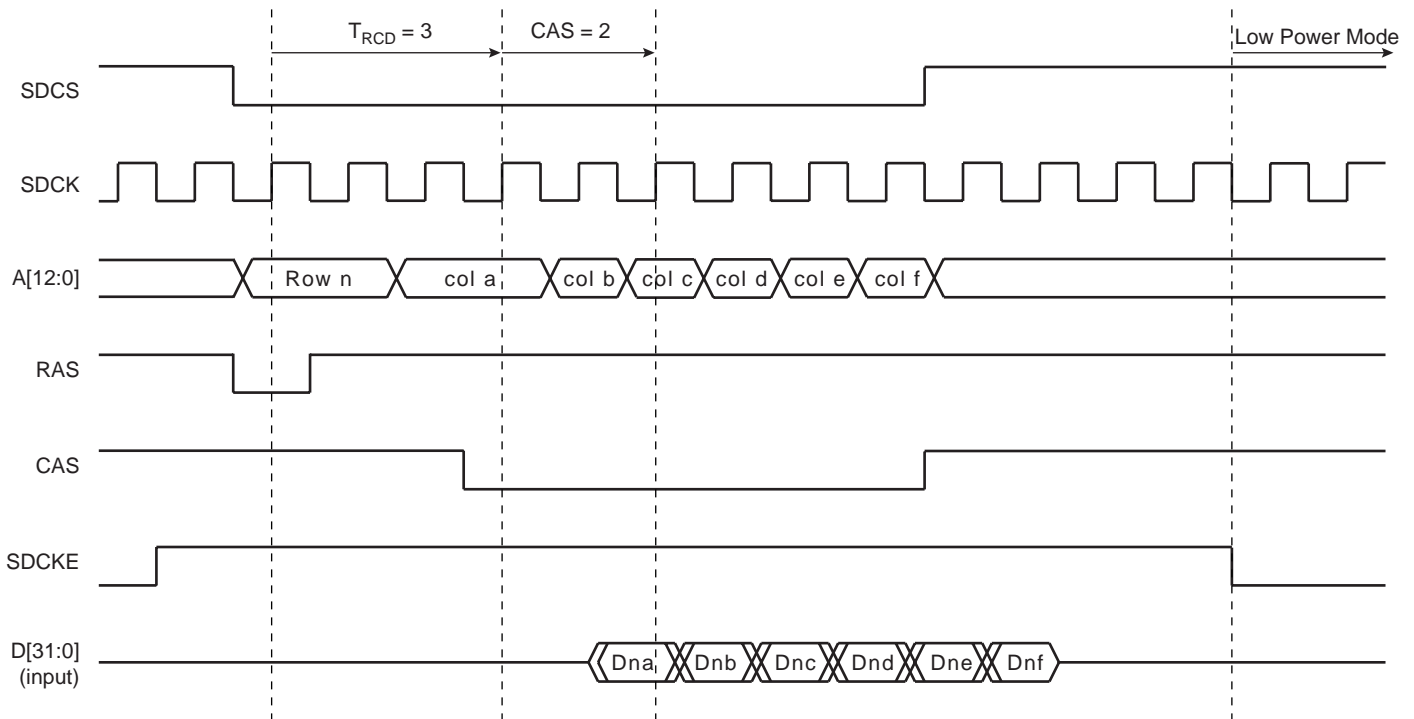 T_RCD = 3
CAS = 2
Low Power Mode
SDCS
SDCK
A[12:0]
Row n
col a
col b
col c
col d
col e
col f
RAS
CAS
SDCKE
D[31:0]
(input)
Dna
Dnb
Dnc
Dnd
Dne
Dnf